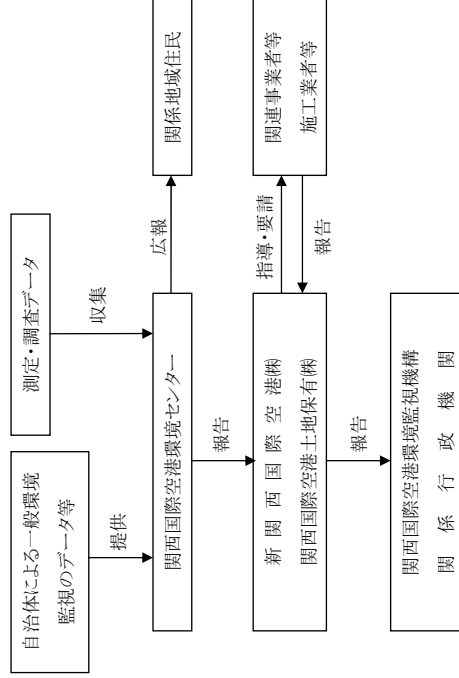 測定・調査データ
自治体による一般環境
監視のデータ等
収集
提供
関西国際空港環境センター
広報
関係地域住民
報告
新関西国際空港㈱
関西国際空港土地保有㈱
指導・要請
報告
関連事業者等
施工業者等
報告
関西国際空港環境監視機構
関係行政機関